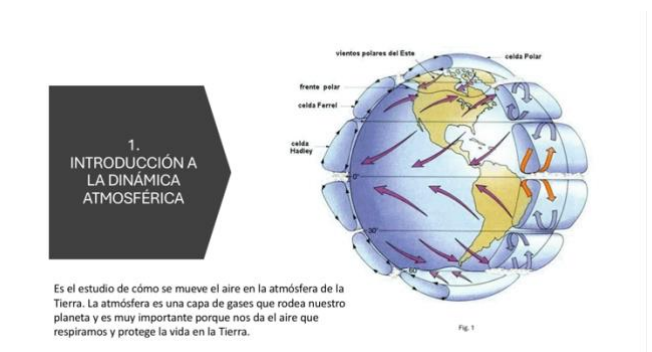 vientos polares del Este
celda Polar
frente polar
celda Ferrel
celda
Hadley
1.
INTRODUCCIÓN A
LA DINÁMICA
ATMOSFÉRICA
0°
30°
60°
Es el estudio de cómo se mueve el aire en la atmósfera de la
Tierra. La atmósfera es una capa de gases que rodea nuestro
planeta y es muy importante porque nos da el aire que
respiramos y protege la vida en la Tierra.
Fig. 1